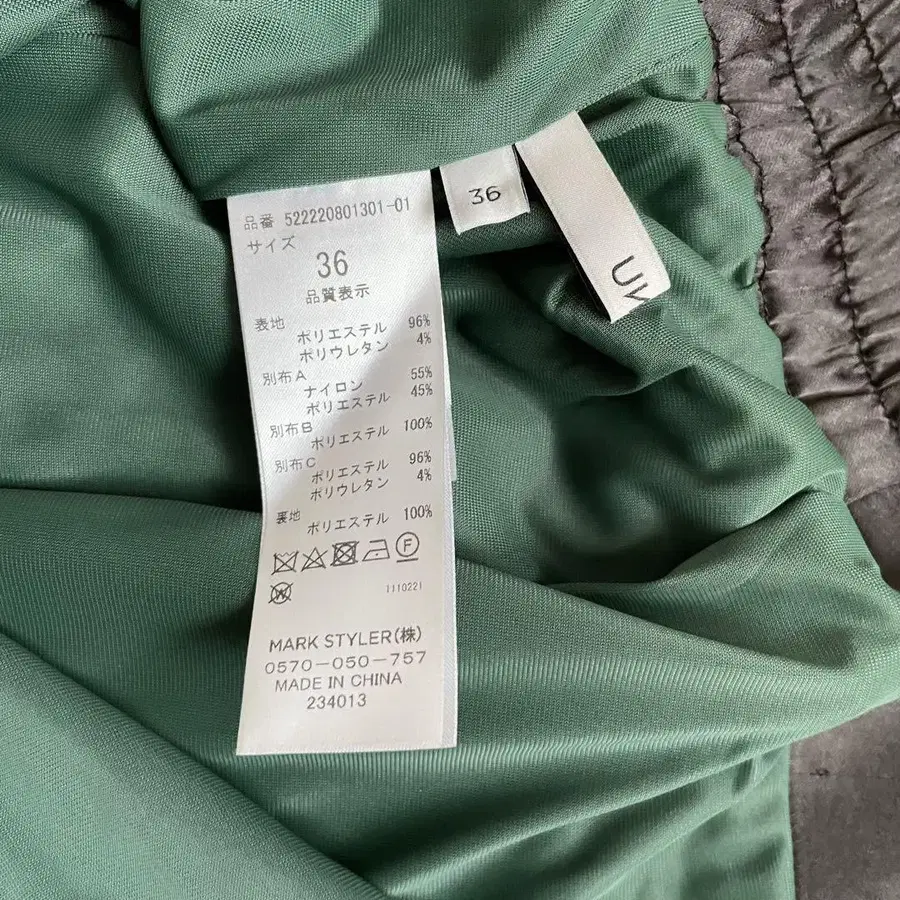 品番 522220801301-01
サイズ
36
品質表示
表地
ポリエステル 96%
ポリウレタン 4%
別布A
ナイロン 55%
ポリエステル 45%
別布B
ポリエステル 100%
別布C
ポリエステル 96%
ポリウレタン 4%
裏地
ポリエステル 100%
F
W
1110221
MARK STYLER(株)
0570-050-757
MADE IN CHINA
234013
36